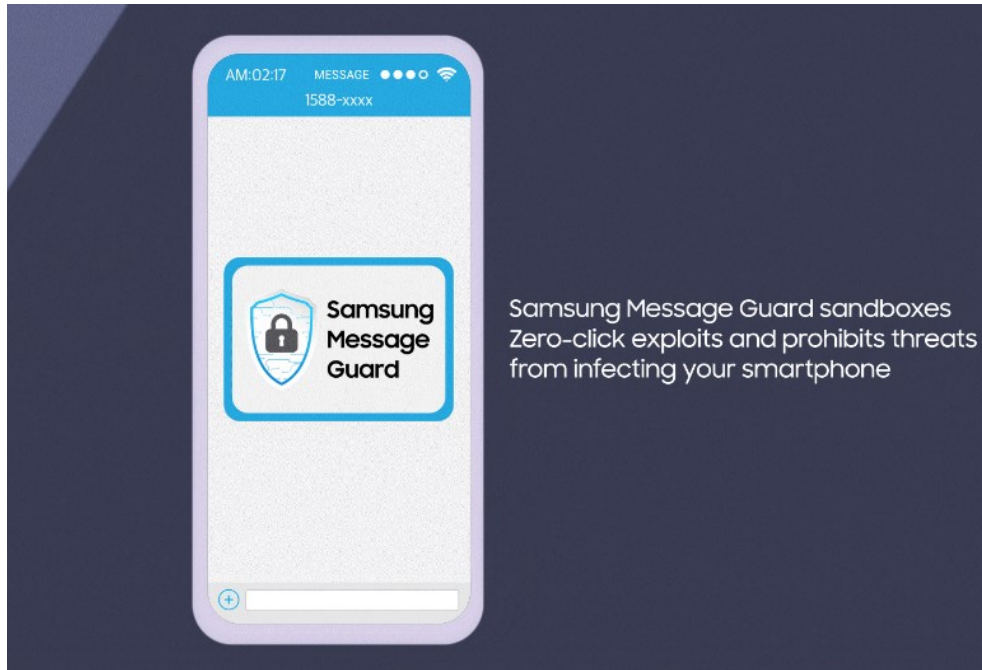 AM:02:17 MESSAGE
1588-xxxx
Samsung
Message
Guard
Samsung Message Guard sandboxes
Zero-click exploits and prohibits threats
from infecting your smartphone